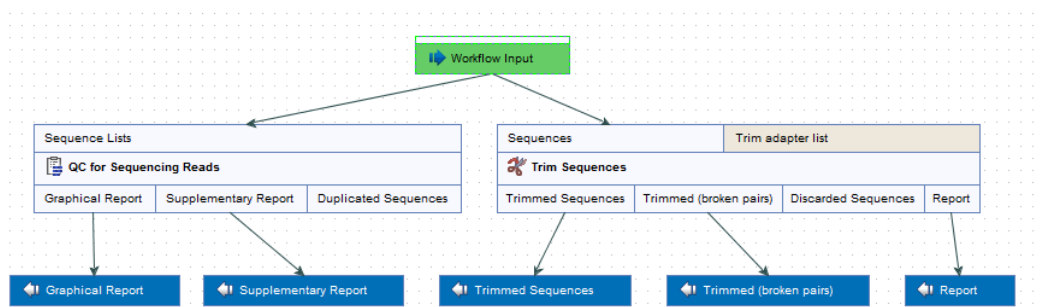 Workflow Input
Sequence Lists
QC for Sequencing Reads
Graphical Report Supplementary Report Duplicated Sequences
Sequences Trim adapter list
Trim Sequences
Trimmed Sequences Trimmed (broken pairs) Discarded Sequences Report
Graphical Report
Supplementary Report
Trimmed Sequences
Trimmed (broken pairs)
Report